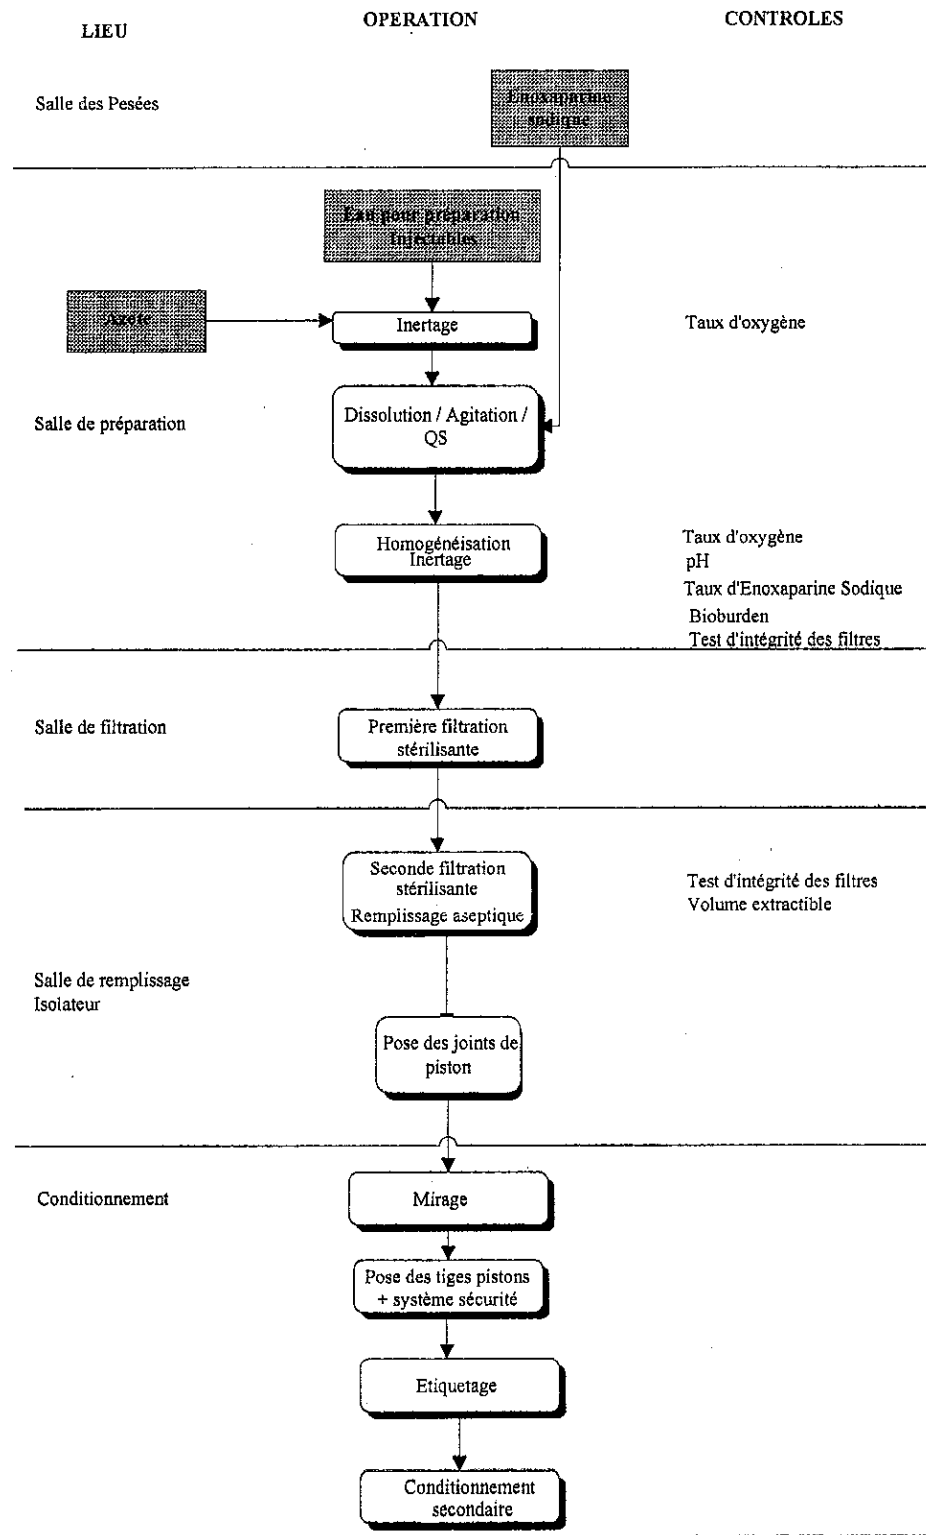 LIEU
OPERATION
CONTROLES
Salle des Pesées
Enoxaparine
sodique
Eau pour préparation
Injectables
Azote
Inertage
Taux d'oxygène
Salle de préparation
Dissolution / Agitation /
QS
Homogénéisation
Inertage
Taux d'oxygène
pH
Taux d'Enoxaparine Sodique
Bioburden
Test d'intégrité des filtres
Salle de filtration
Première filtration
stérilisante
Seconde filtration
stérilisante
Remplissage aseptique
Test d'intégrité des filtres
Volume extractible
Salle de remplissage
Isolateur
Pose des joints de
piston
Conditionnement
Mirage
Pose des tiges pistons
+ système sécurité
Etiquetage
Conditionnement
secondaire